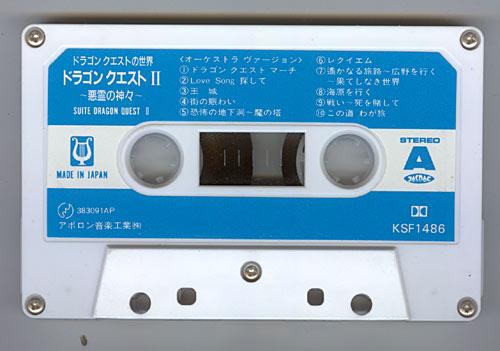 ドラゴン クエストの世界
ドラゴン クエスト II
〜悪霊の神々〜
SUITE DRAGON QUEST II
MADE IN JAPAN
〈オーケストラ ヴァージョン〉
①ドラゴン クエスト マーチ
②Love Song 探して
③王 城
④街の賑わい
⑤恐怖の地下洞〜魔の塔
⑥レクイエム
⑦遥かなる旅路〜広野を行く
〜果てしなき世界
⑧海原を行く
⑨戦い〜死を賭して
⑩この道 わが旅
STEREO
A
383091AP
アポロン音楽工業㈱
KSF1486